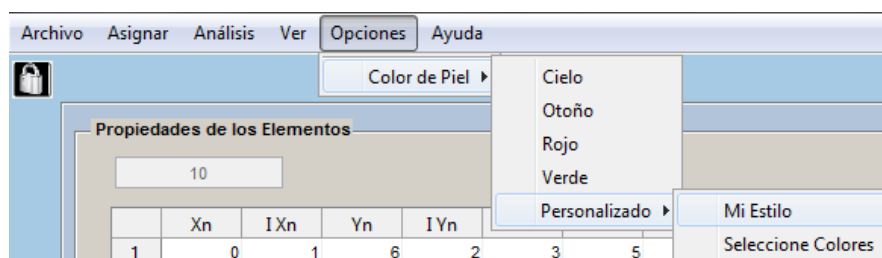 Archivo Asignar Análisis Ver Opciones Ayuda
Color de Piel
Cielo
Otoño
Rojo
Verde
Personalizado
Mi Estilo
Seleccione Colores
Propiedades de los Elementos
10
Xn I Xn Yn I Yn
1 0 1 6 2 3 5